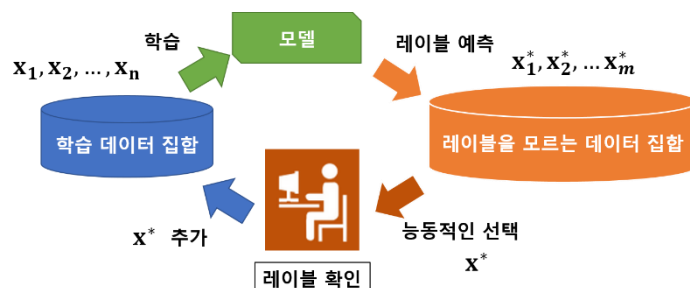 학습
모델
레이블 예측
x₁, x₂, ..., xₙ
x₁*, x₂*, ... xₘ*
학습 데이터 집합
레이블을 모르는 데이터 집합
x* 추가
능동적인 선택
x*
레이블 확인